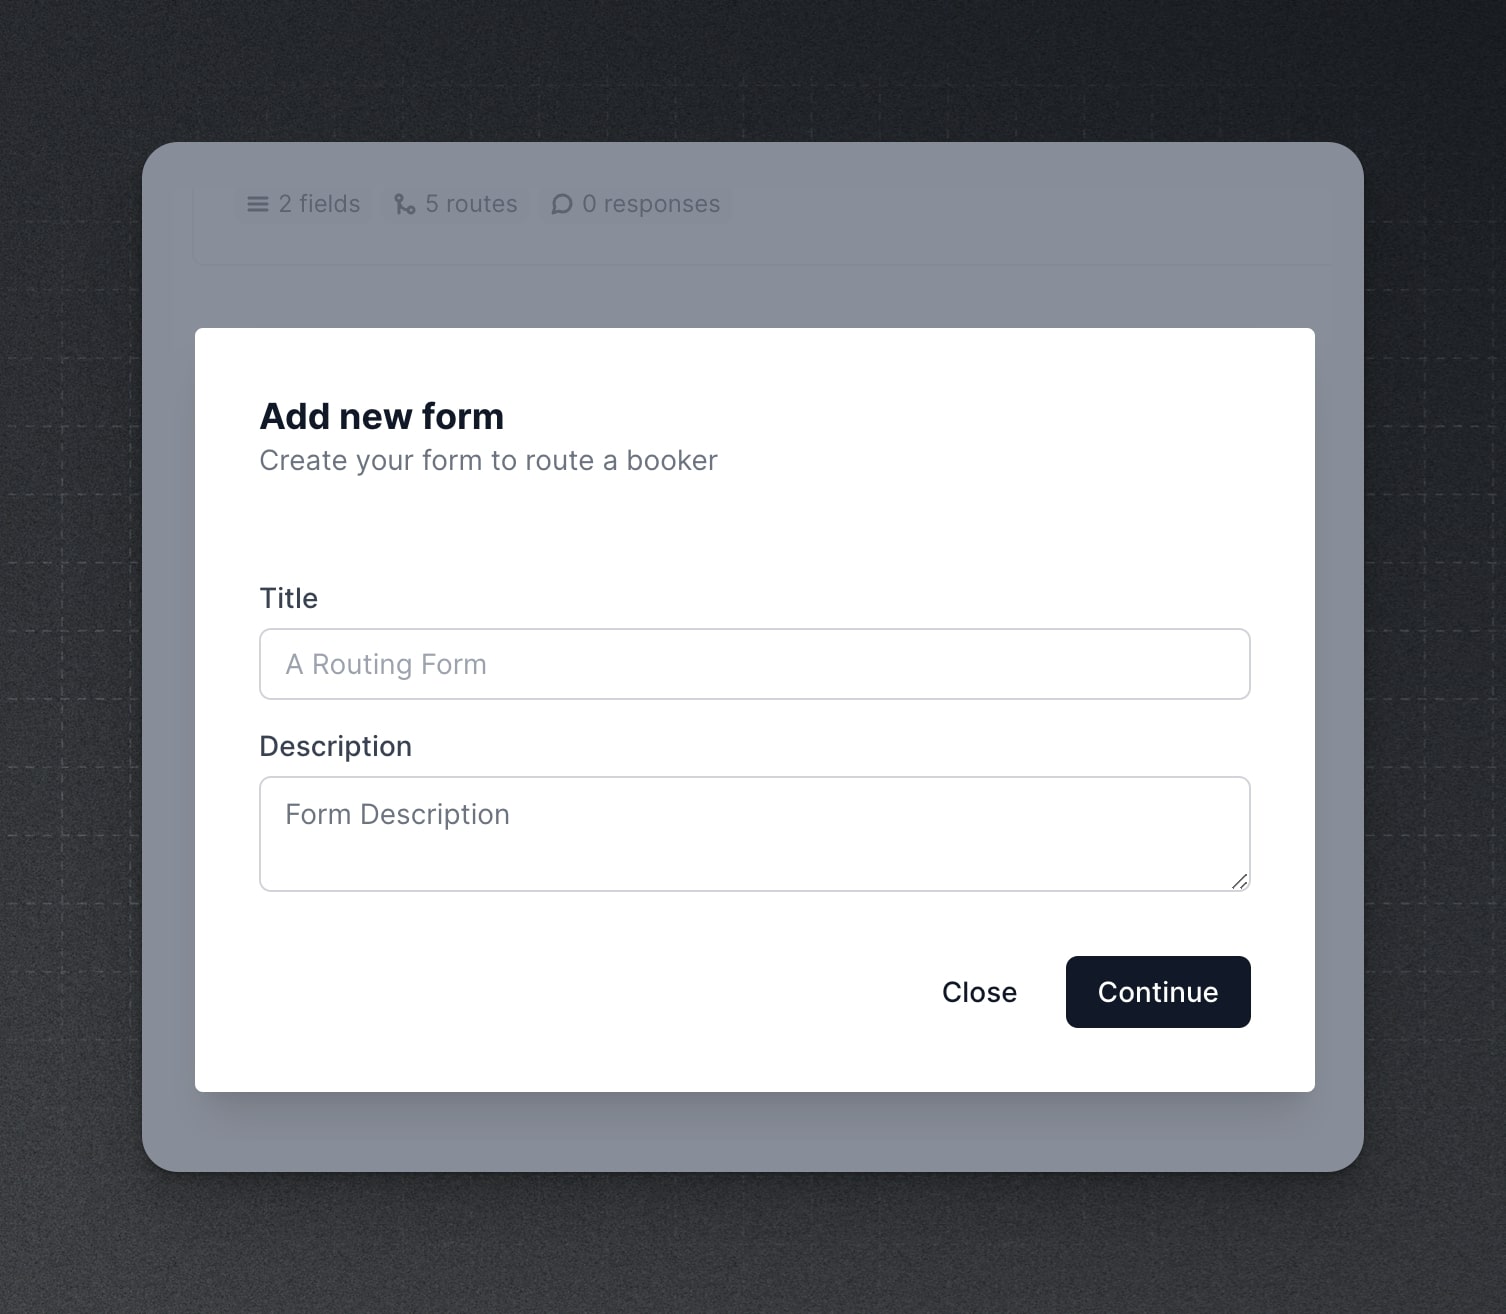 2 fields 5 routes 0 responses
Add new form
Create your form to route a booker
Title
A Routing Form
Description
Form Description
Close Continue